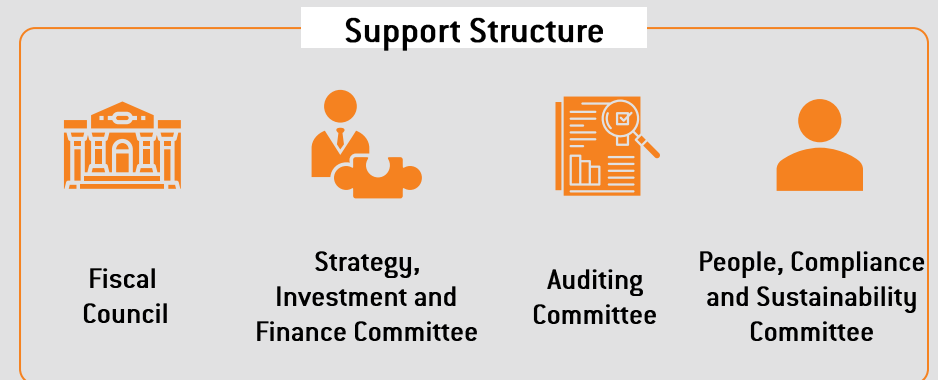 Support Structure
Fiscal
Council
Strategy,
Investment and
Finance Committee
Auditing
Committee
People, Compliance
and Sustainability
Committee